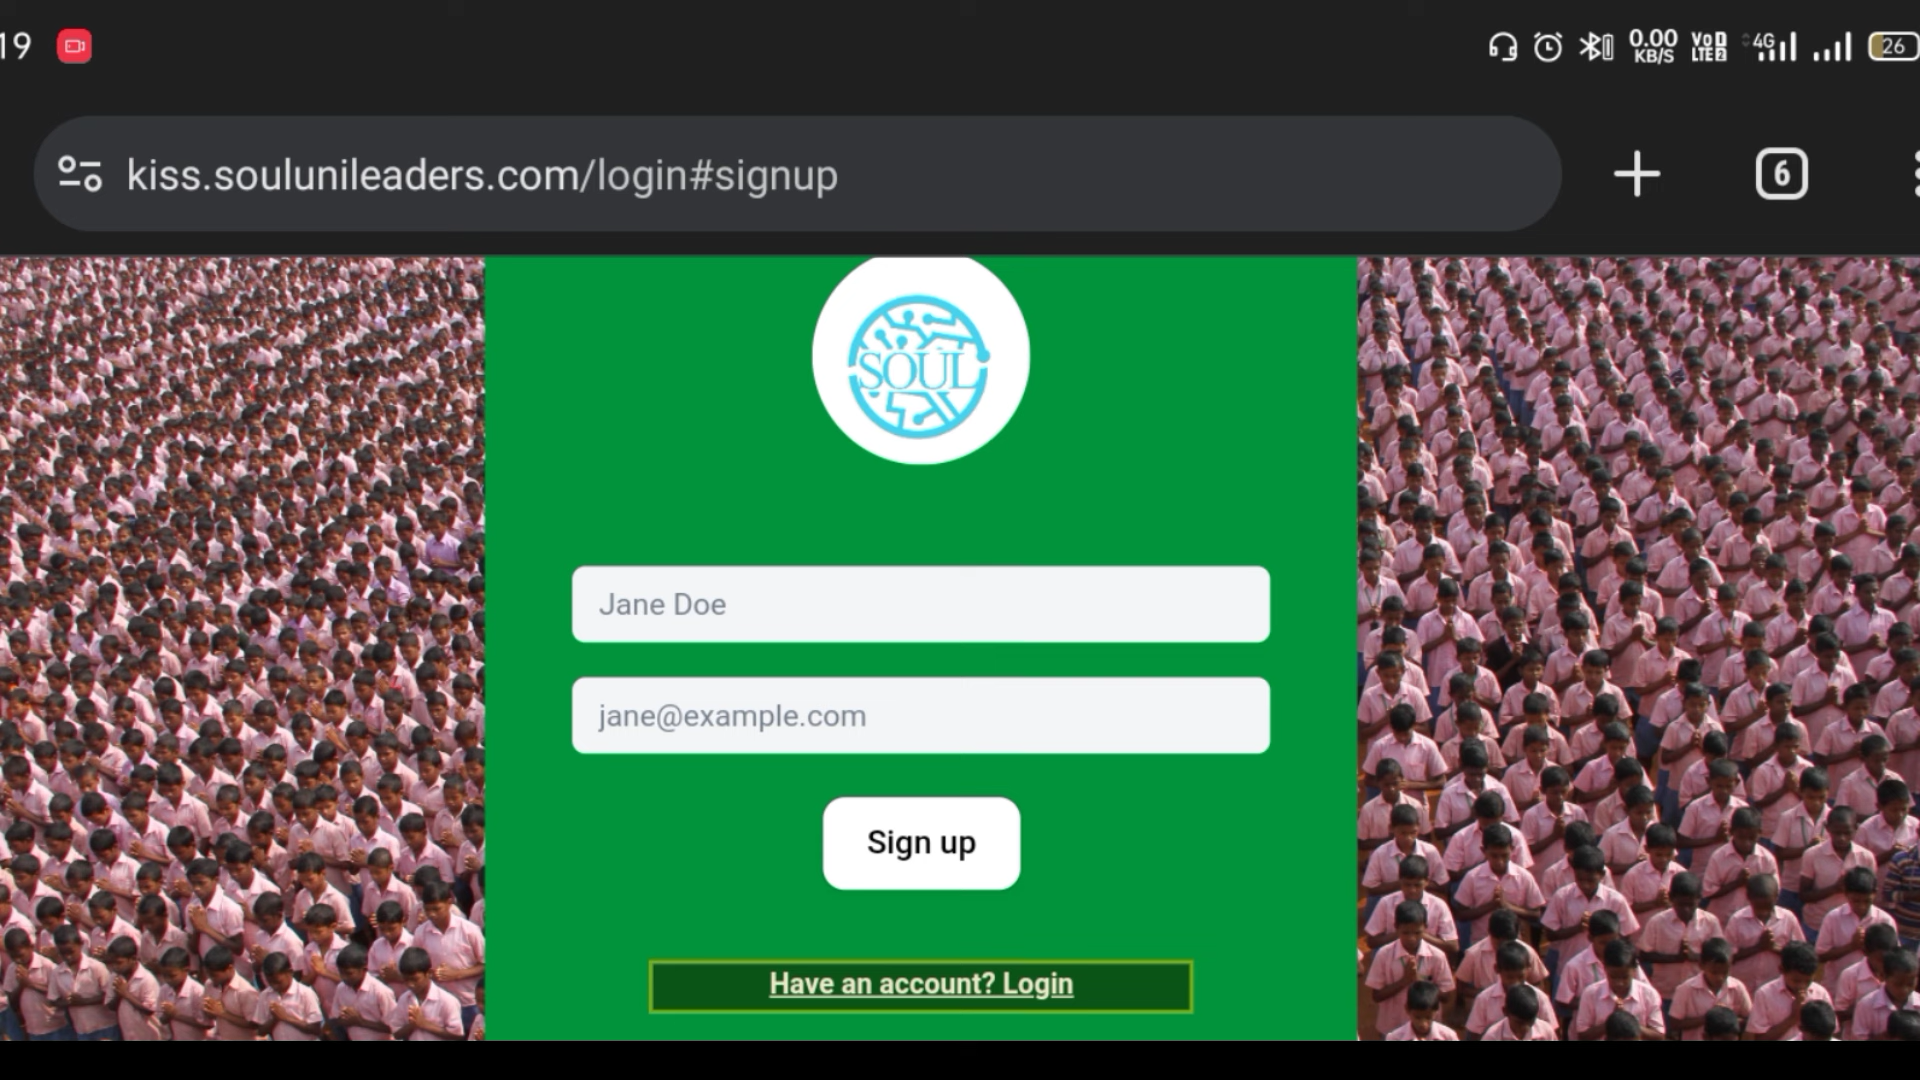 19
0.00
KB/S
VoD
LTE2
4G
26
kiss.soulunileaders.com/login#signup
6
SOUL
Jane Doe
jane@example.com
Sign up
Have an account? Login